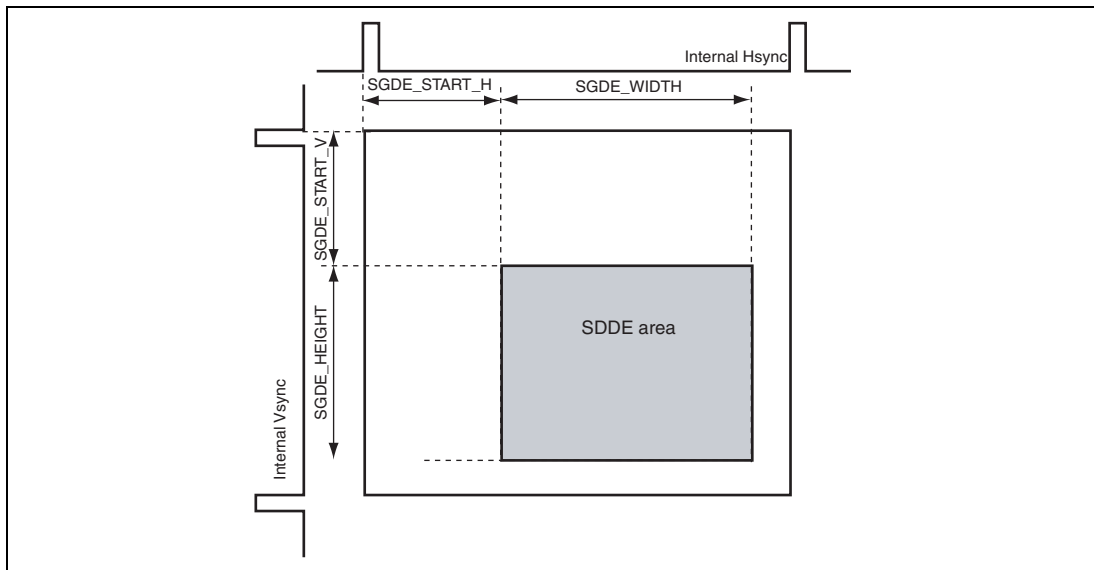 Internal Hsync
SGDE_START_H
SGDE_WIDTH
SGDE_START_V
SGDE_HEIGHT
SDDE area
Internal Vsync